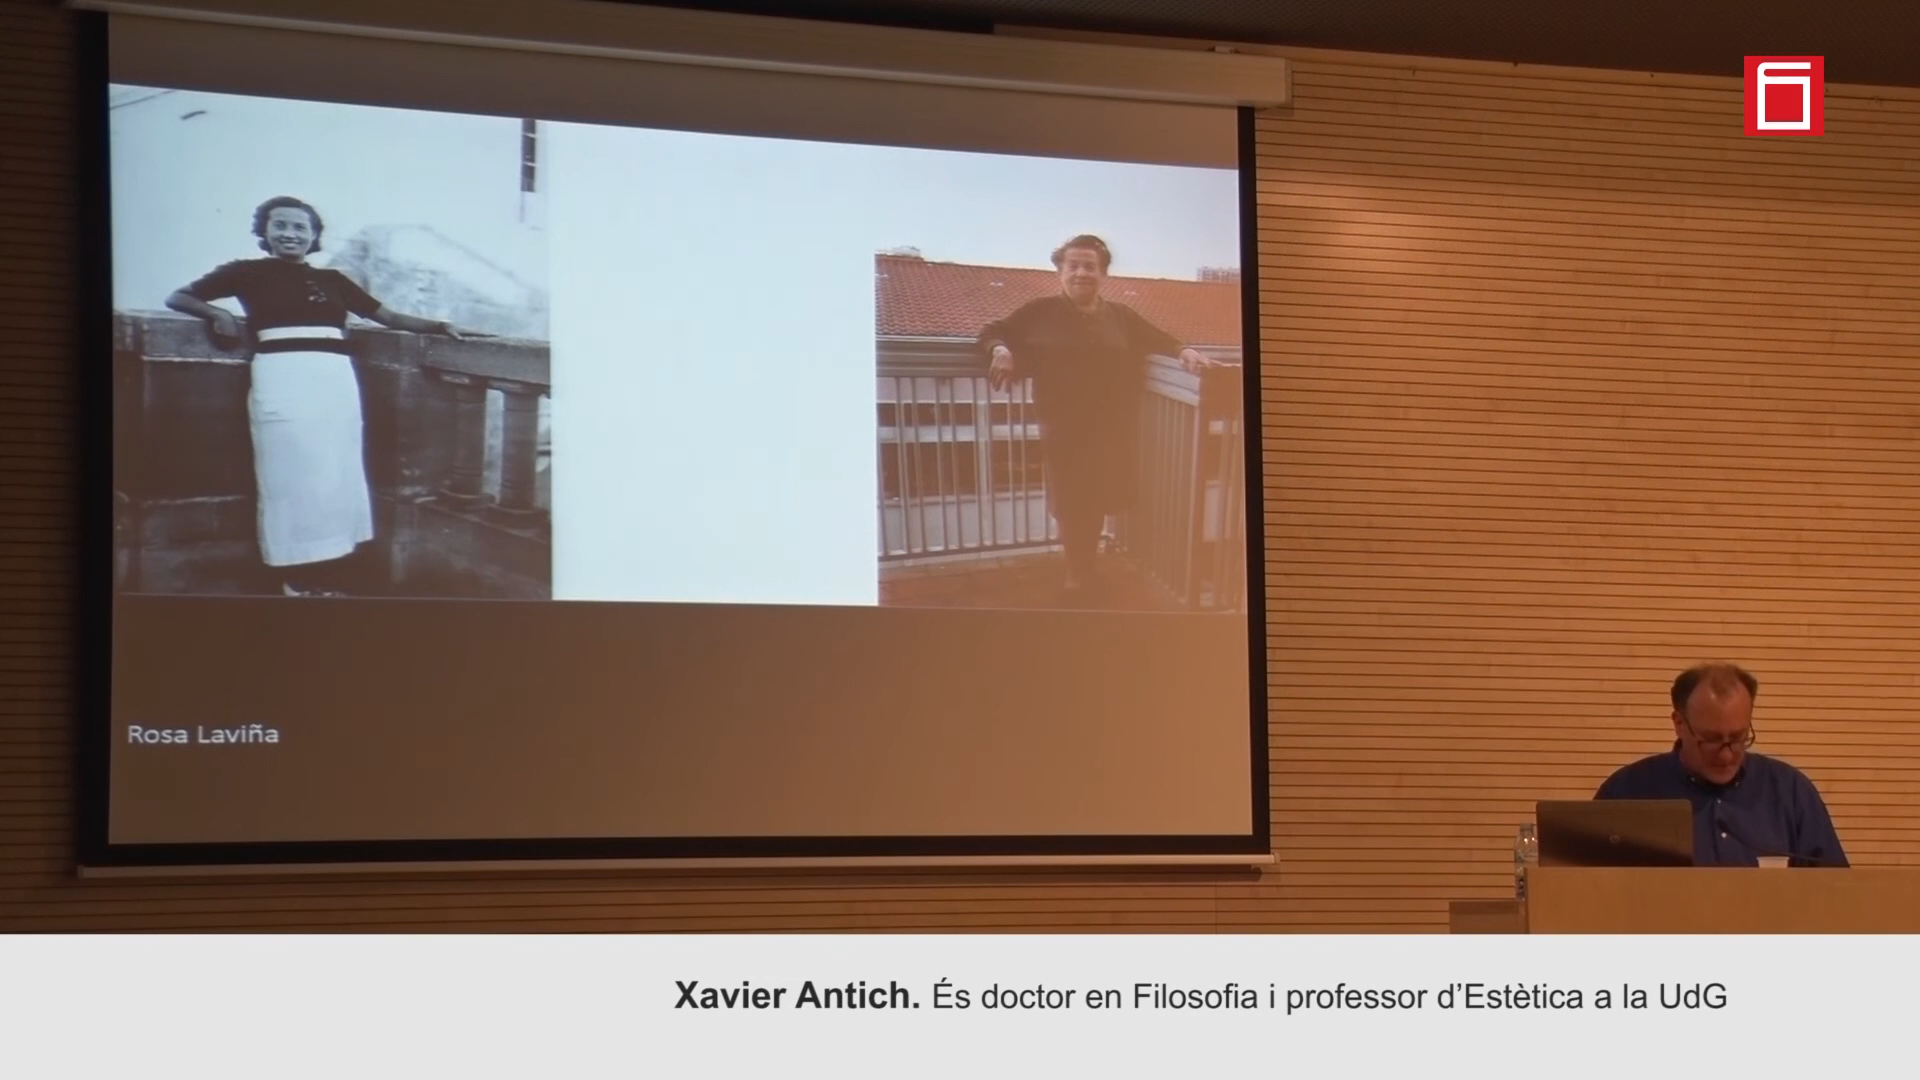 Rosa Laviña
Xavier Antich. És doctor en Filosofia i professor d'Estètica a la UdG